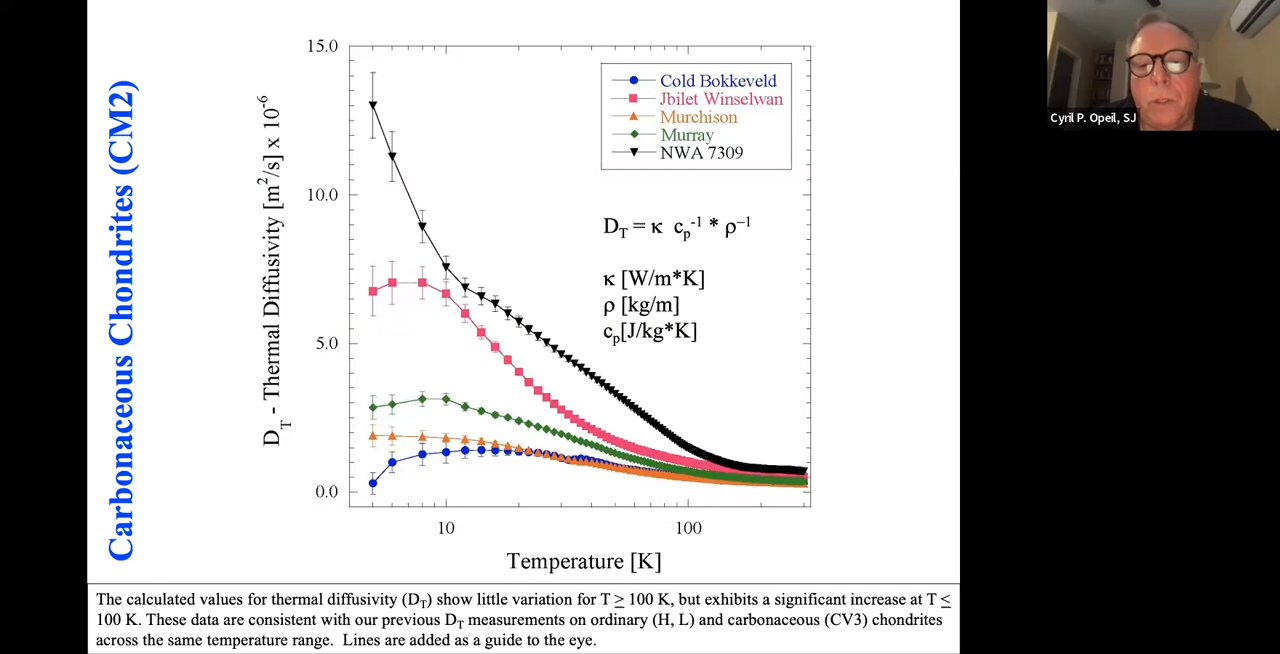 Carbonaceous Chondrites (CM2)
D_T - Thermal Diffusivity [m²/s] x 10⁻⁶
15.0
10.0
5.0
0.0
Cold Bokkeveld
Jbilet Winselwan
Murchison
Murray
NWA 7309
D_T = κ c_p⁻¹ * ρ⁻¹
κ [W/m*K]
ρ [kg/m]
c_p[J/kg*K]
10
100
Temperature [K]
The calculated values for thermal diffusivity (D_T) show little variation for T ≥ 100 K, but exhibits a significant increase at T ≤
100 K. These data are consistent with our previous D_T measurements on ordinary (H, L) and carbonaceous (CV3) chondrites
across the same temperature range.  Lines are added as a guide to the eye.
Cyril P. Opeil, SJ